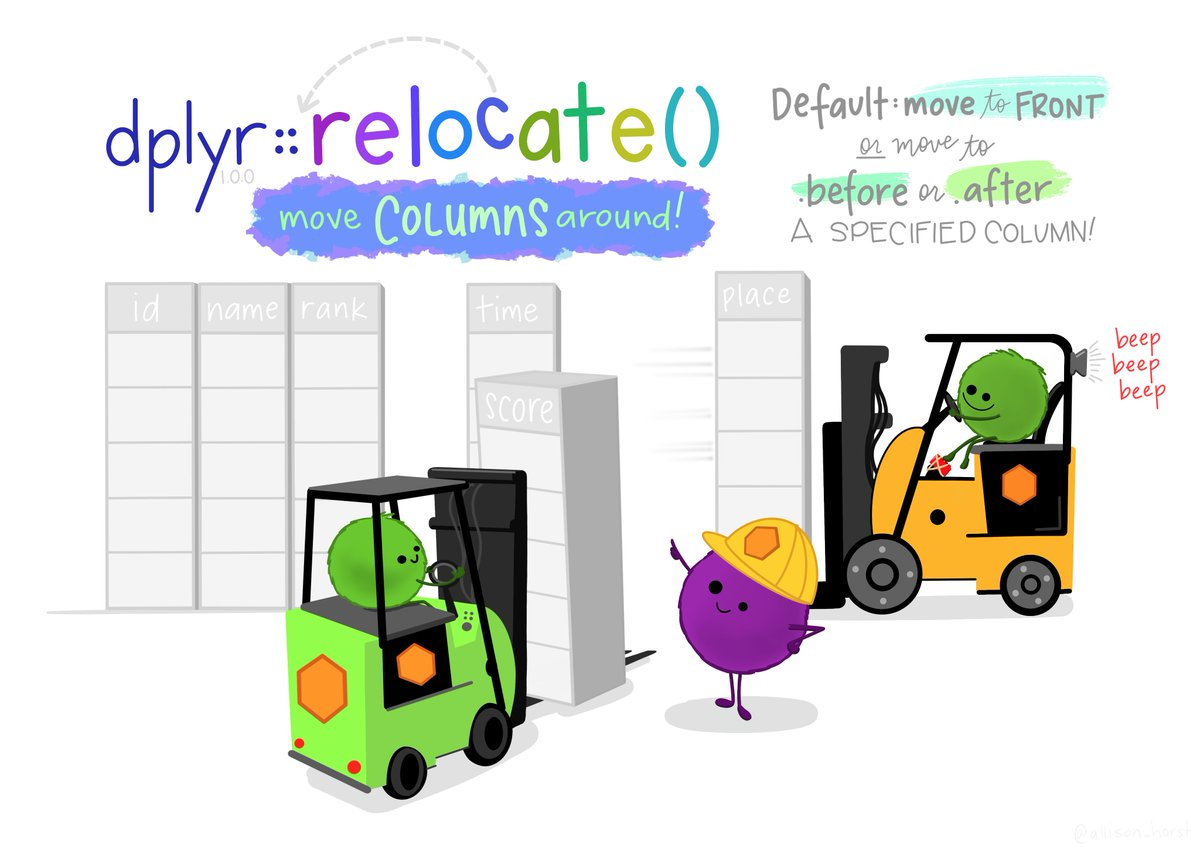 dplyr::relocate()
1.0.0
move COLUMNS around!
Default: move to FRONT
or move to
.before or .after
A SPECIFIED COLUMN!
id name rank time place
score
beep
beep
beep
@allison_horst